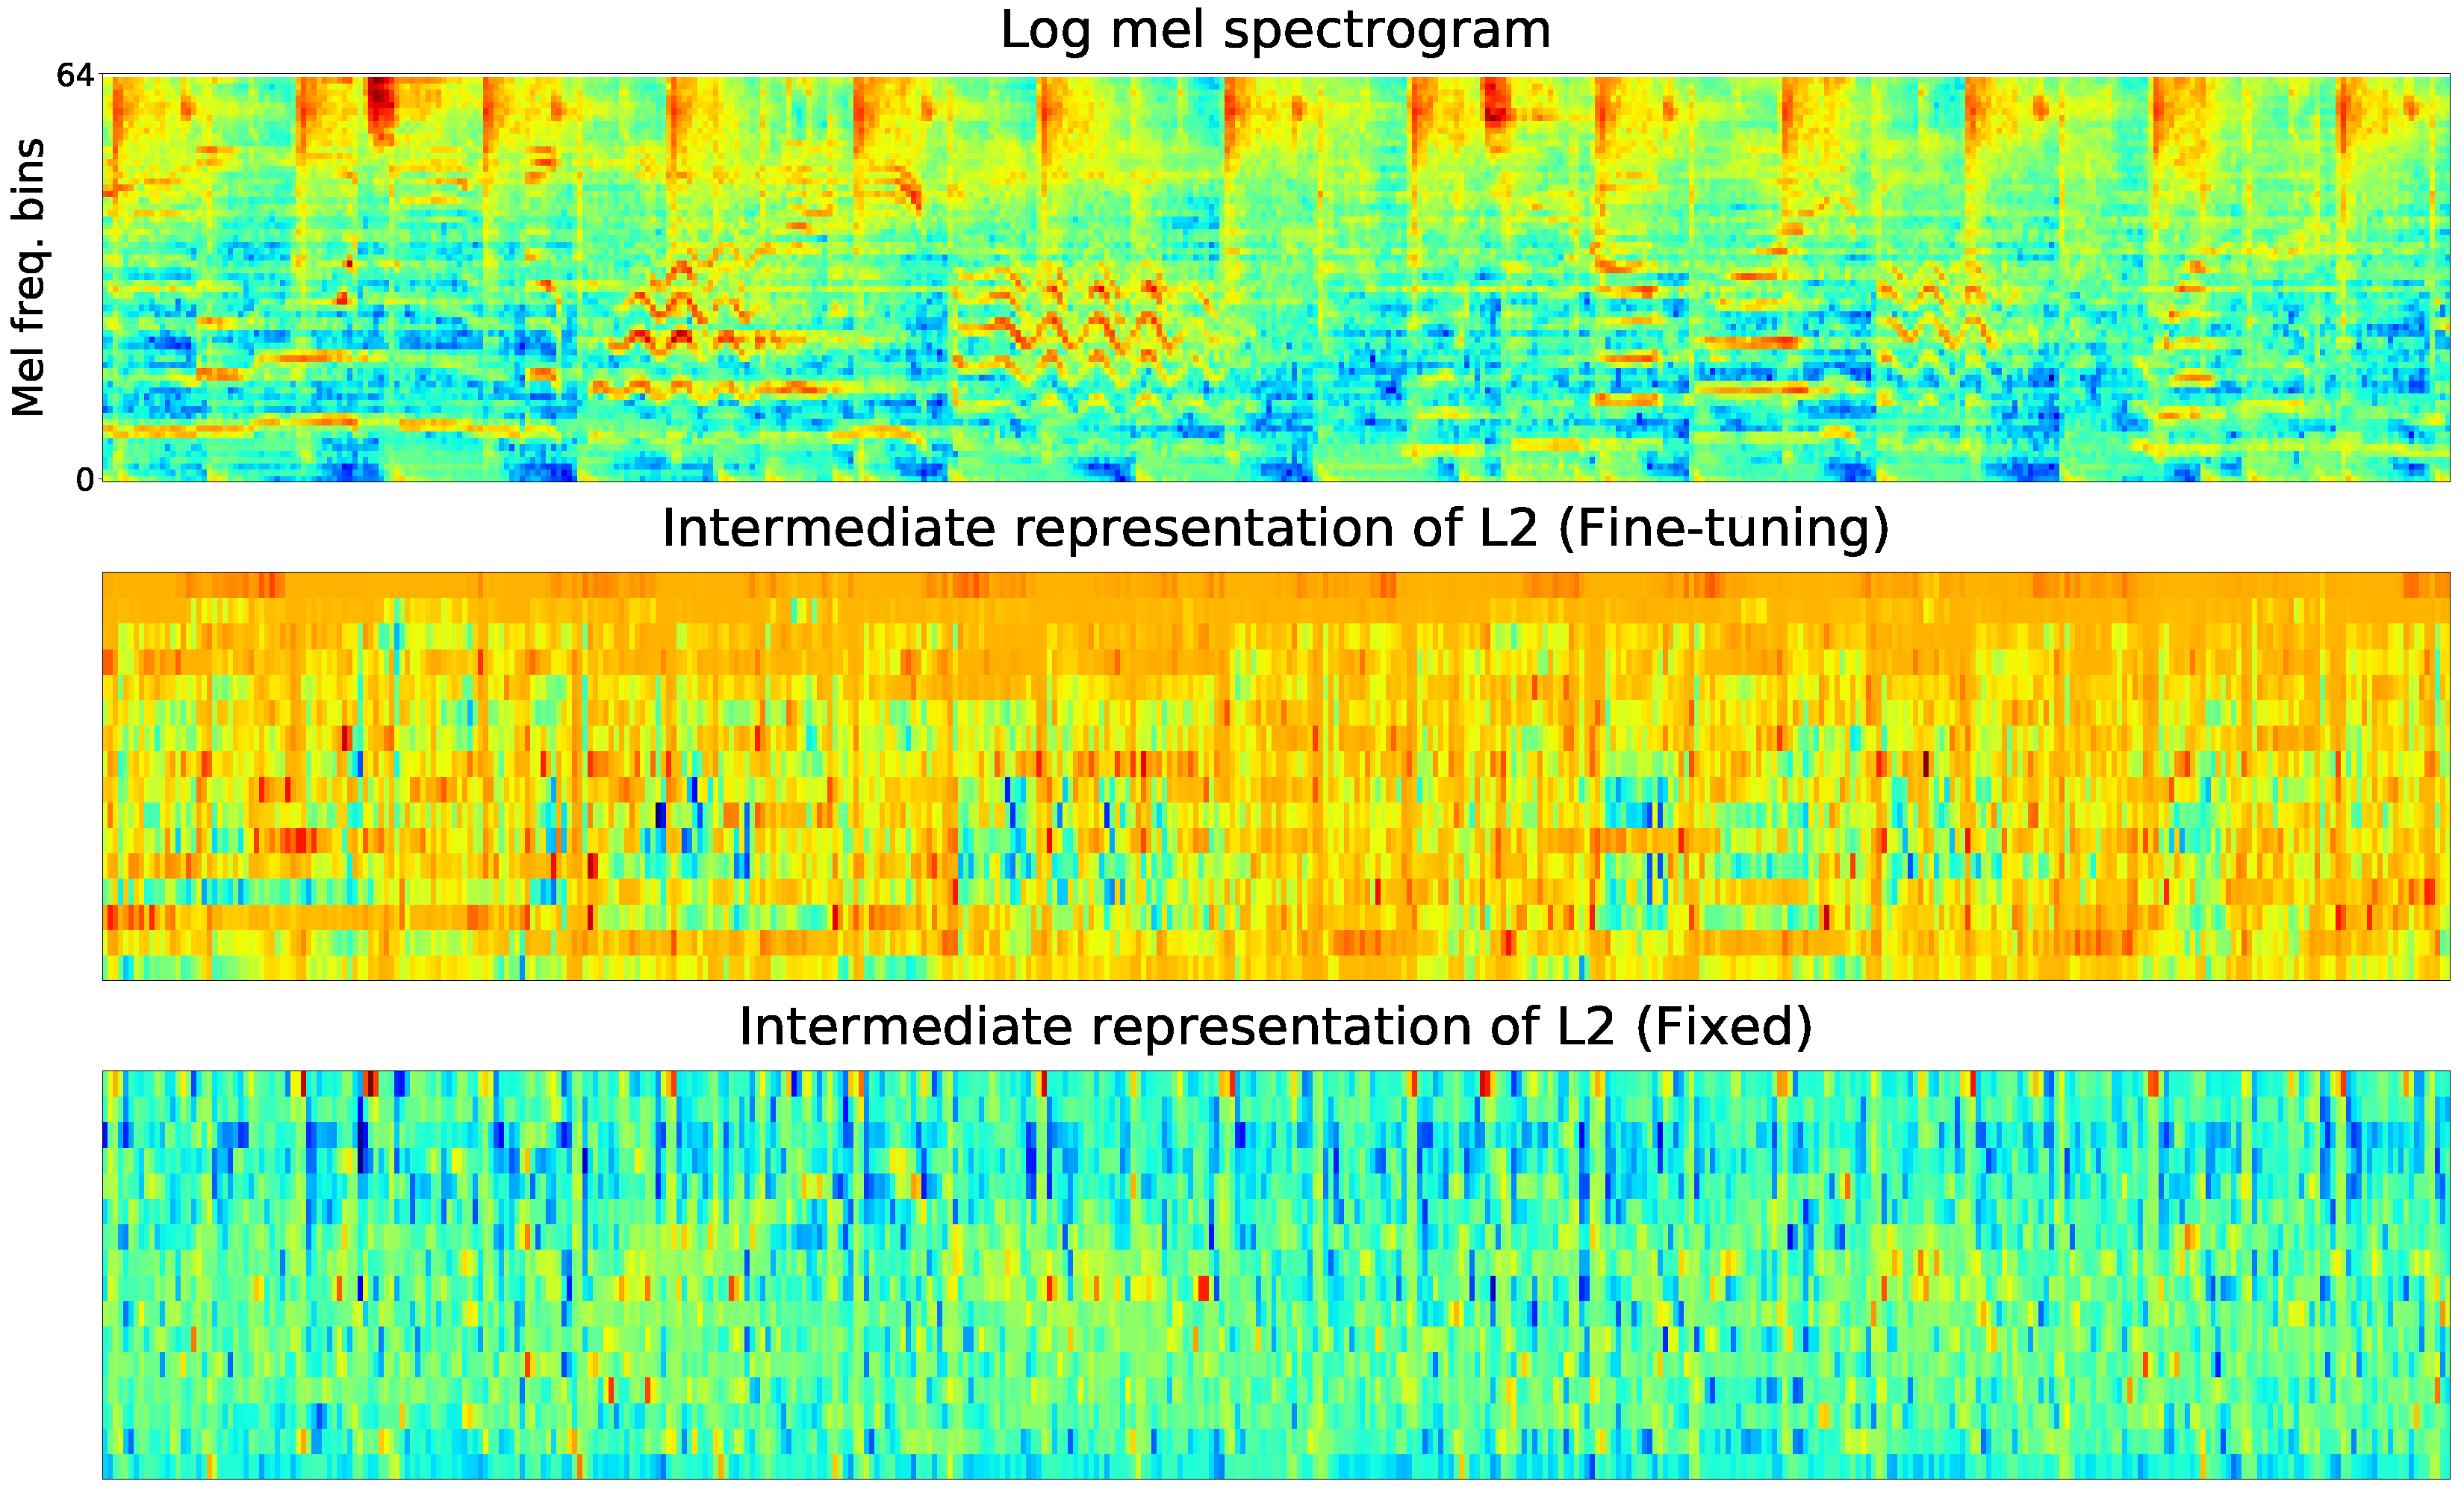 Log mel spectrogram
64
Mel freq. bins
0
Intermediate representation of L2 (Fine-tuning)
Intermediate representation of L2 (Fixed)